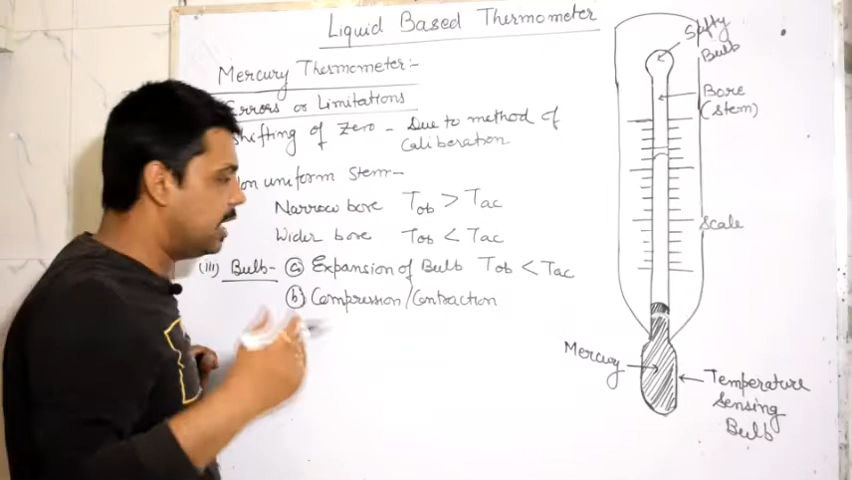 Liquid Based Thermometer
Mercury Thermometer:-
Errors or Limitations
Shifting of Zero - Due to method of
Caliberation
Non uniform Stem-
Narrow bore Tob > Tac
Wider bore Tob < Tac
(iii) Bulb- (a) Expansion of Bulb Tob < Tac
(b) Compression/Contraction
Safty
Bulb
Bore
(Stem)
Scale
Mercury
Temperature
Sensing
Bulb